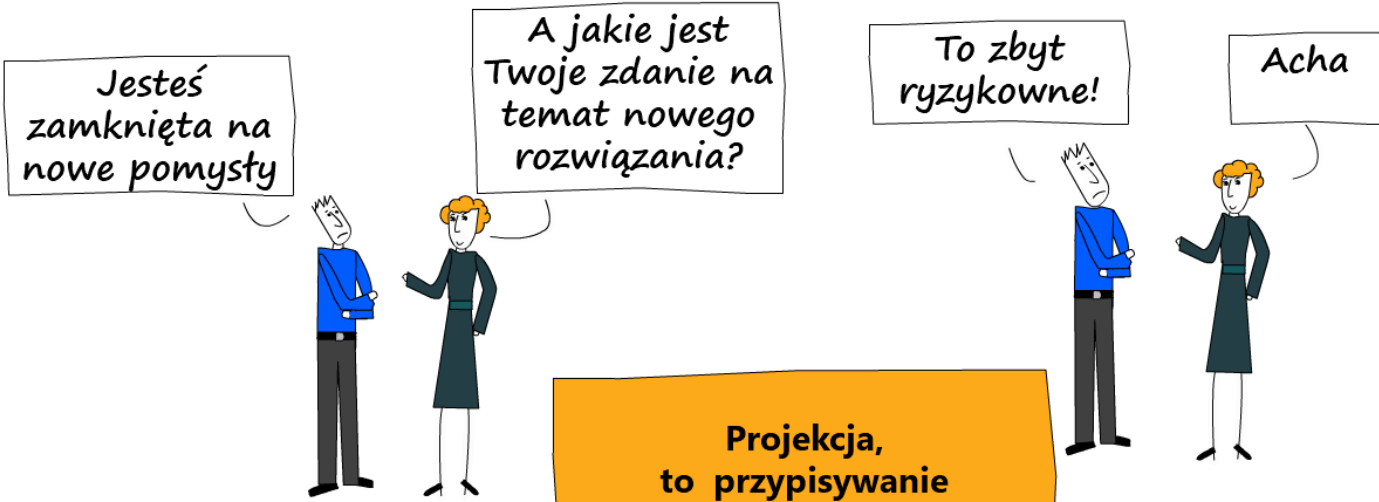 Jesteś
zamknięta na
nowe pomysły
A jakie jest
Twoje zdanie na
temat nowego
rozwiązania?
To zbyt
ryzykowne!
Acha
Projekcja,
to przypisywanie